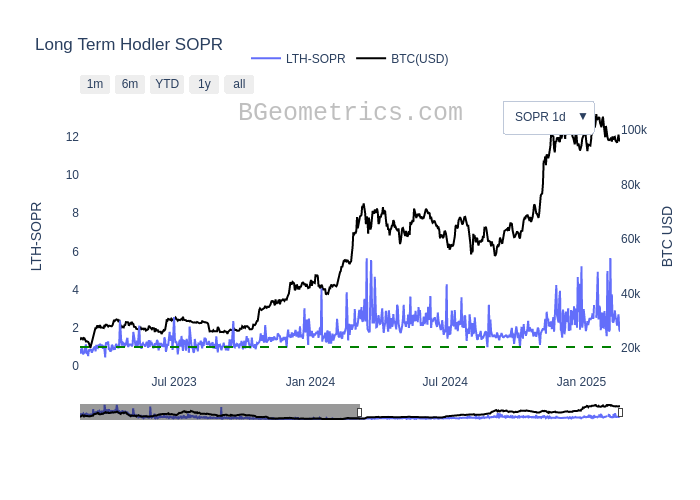 Long Term Hodler SOPR
LTH-SOPR BTC(USD)
1m 6m YTD 1y all
BGeometrics.com
SOPR 1d ▼
12
10
8
6
4
2
0
LTH-SOPR
100k
80k
60k
40k
20k
BTC USD
Jul 2023 Jan 2024 Jul 2024 Jan 2025